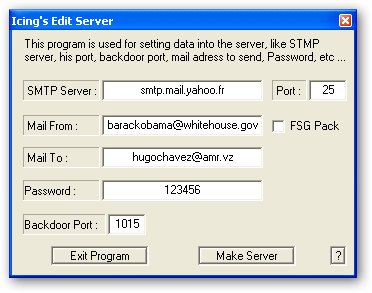 Icing's Edit Server
This program is used for setting data into the server, like STMP
server, his port, backdoor port, mail adress to send, Password, etc ...
SMTP Server : smtp.mail.yahoo.fr Port : 25
Mail From : barackobama@whitehouse.gov FSG Pack
Mail To : hugochavez@amr.vz
Password : 123456
Backdoor Port : 1015
Exit Program Make Server ?